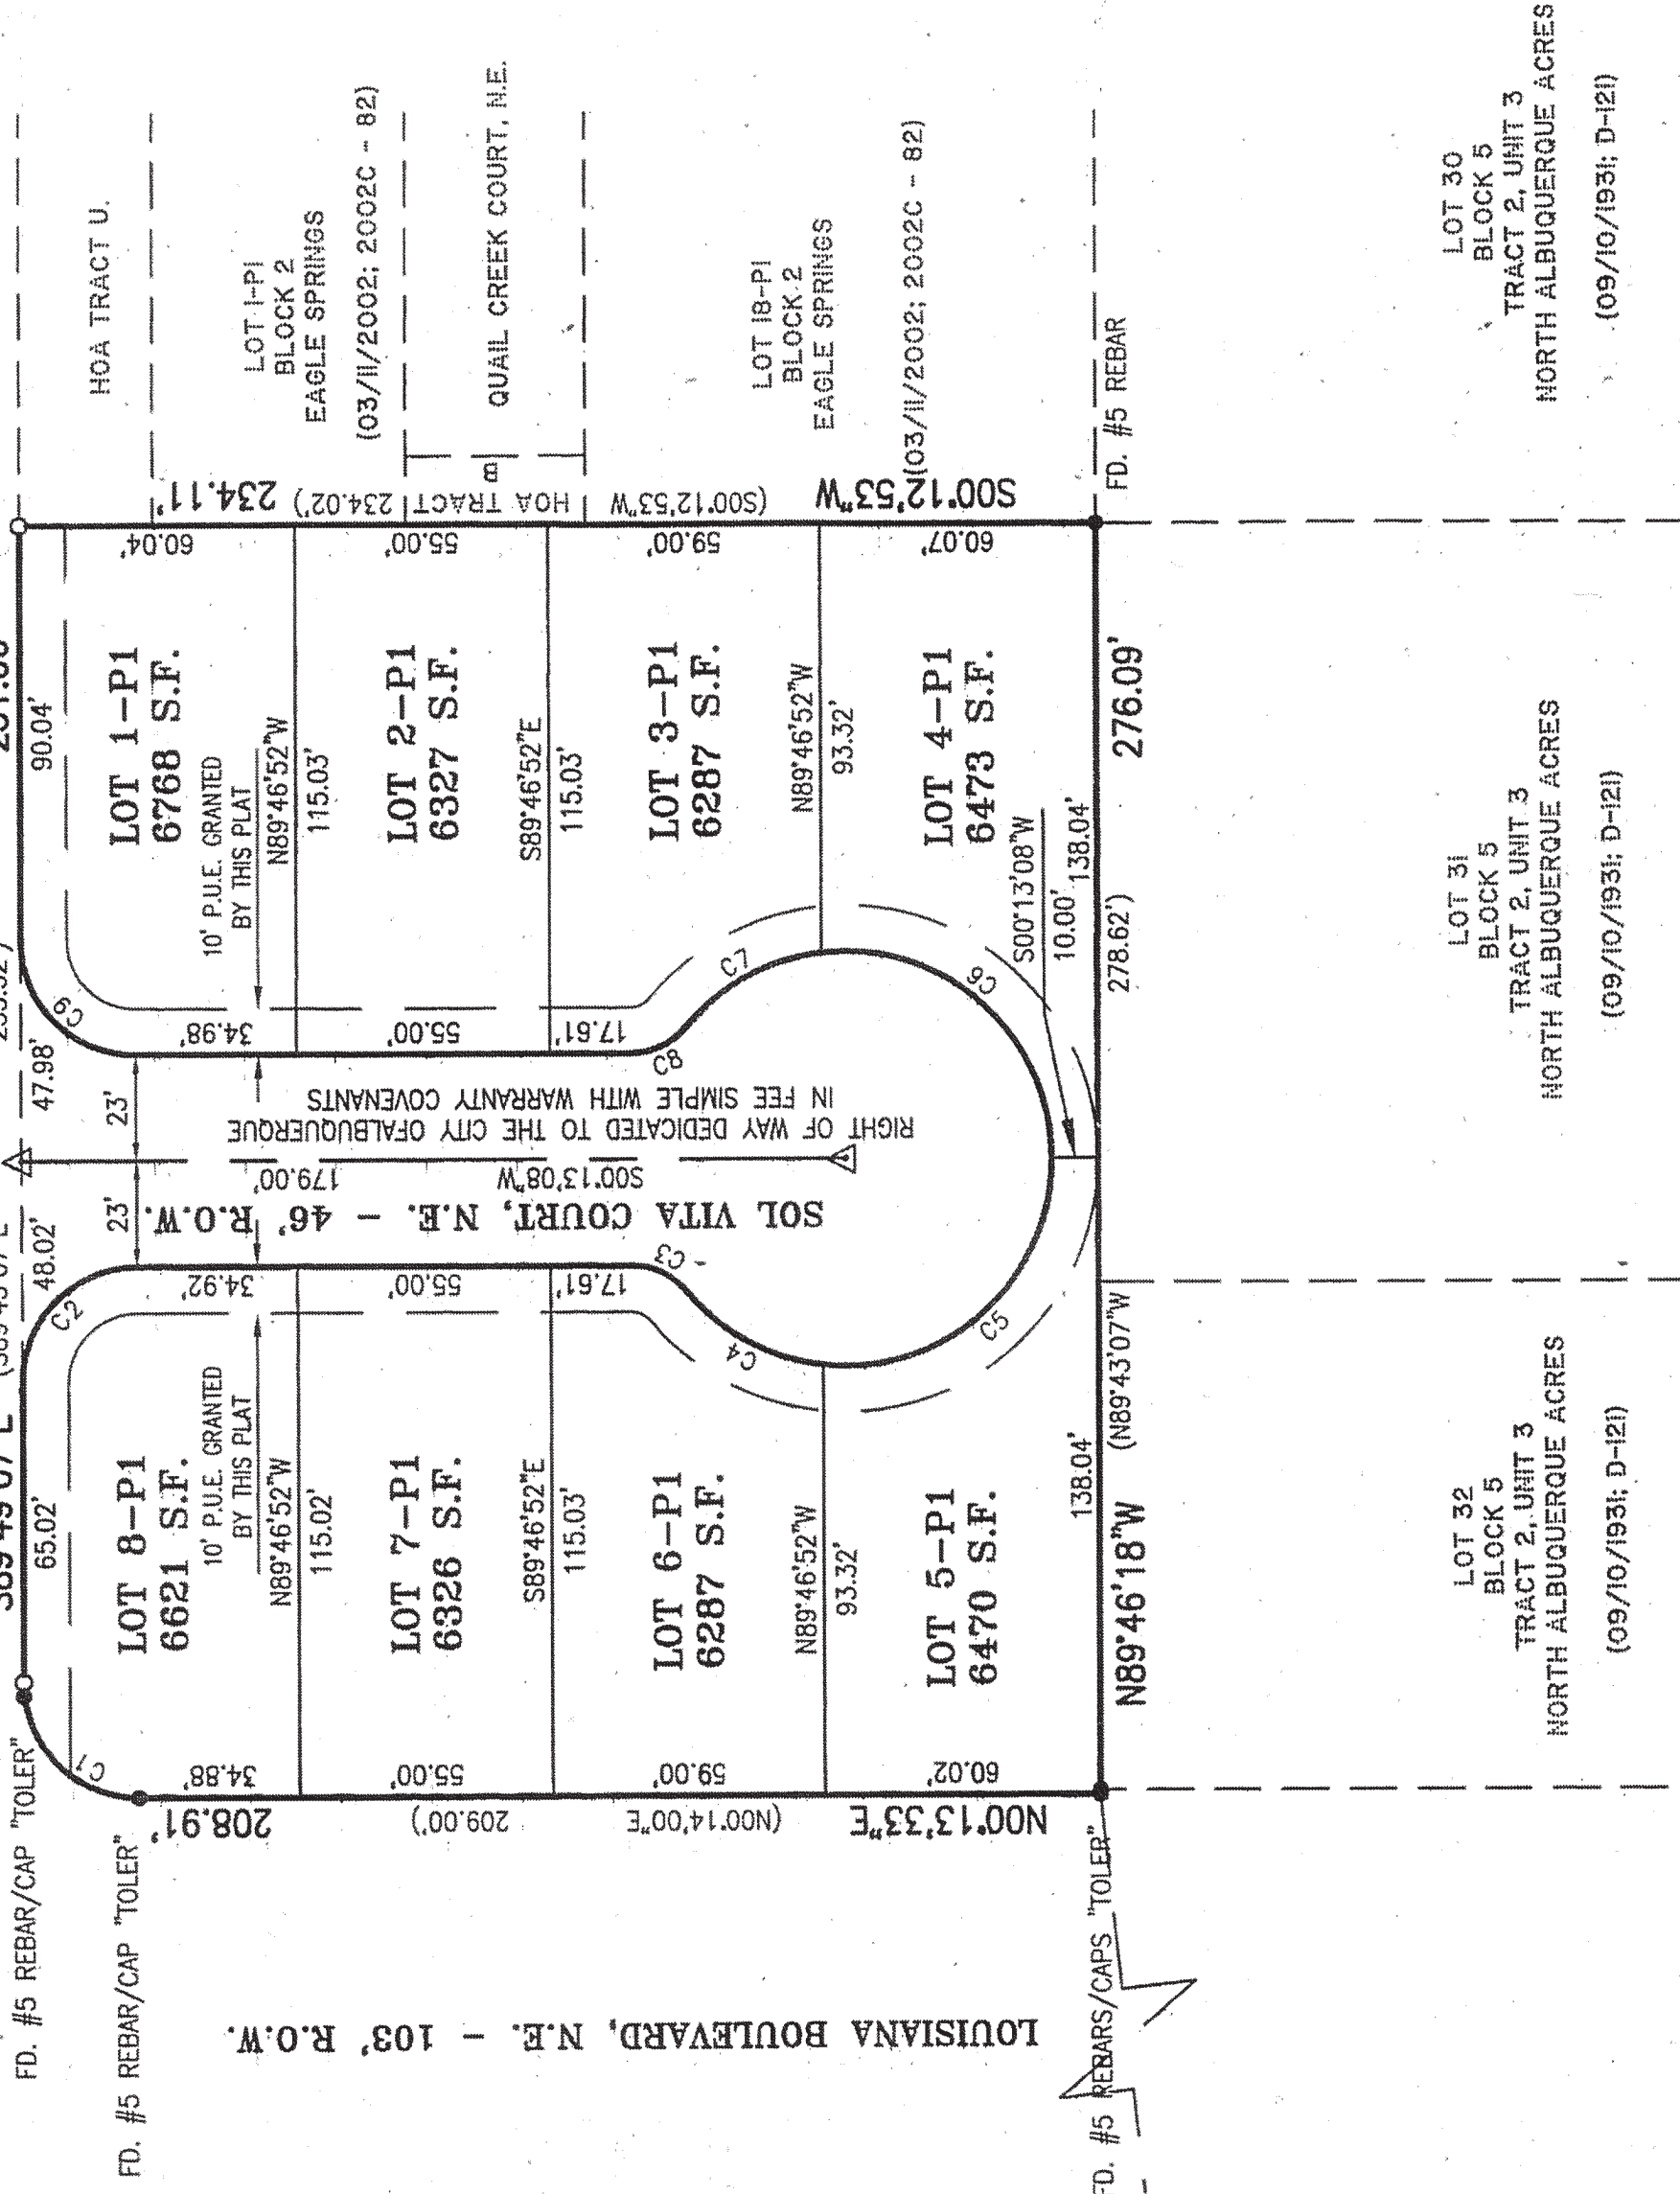 FD. #5 REBAR/CAP "TOLER"
65.02'
48.02'
47.98'
90.04'
FD. #5 REBAR/CAP "TOLER"
C1
C2
23'
23'
C9
HOA TRACT U.
LOT 8-P1
6621 S.F.
10' P.U.E. GRANTED
BY THIS PLAT
N89°46'52"W
115.02'
34.88'
34.92'
34.98'
LOT 1-P1
6768 S.F.
10' P.U.E. GRANTED
BY THIS PLAT
N89°46'52"W
115.03'
60.04'
234.11'
(S00°12'53"W
234.02')
S00°12'53"W
LOT 1-P1
BLOCK 2
EAGLE SPRINGS
(03/11/2002; 2002C - 82)
HOA TRACT
B
QUAIL CREEK COURT, N.E.
LOT 18-P1
BLOCK 2
EAGLE SPRINGS
(03/11/2002; 2002C - 82)
208.91'
(N00°14'00"E
209.00')
N00°13'33"E
LOUISIANA BOULEVARD, N.E. - 103' R.O.W.
LOT 7-P1
6326 S.F.
S89°46'52"E
115.03'
55.00'
55.00'
SOL VITA COURT, N.E. - 46' R.O.W.
S00°13'08"W
179.00'
RIGHT OF WAY DEDICATED TO THE CITY OFALBUQUERQUE
IN FEE SIMPLE WITH WARRANTY COVENANTS
55.00
LOT 2-P1
6327 S.F.
S89°46'52"E
115.03'
55.00'
LOT 6-P1
6287 S.F.
N89°46'52"W
93.32'
59.00'
17.61'
C3
C4
17.61'
C8
C7
LOT 3-P1
6287 S.F.
N89°46'52"W
93.32'
59.00'
LOT 5-P1
6470 S.F.
60.02'
C5
C6
S00°13'08"W
10.00'
LOT 4-P1
6473 S.F.
60.07'
138.04'
138.04'
FD. #5 REBARS/CAPS "TOLER"
N89°46'18"W
(N89°43'07"W
278.62')
276.09'
FD. #5 REBAR
LOT 32
BLOCK 5
TRACT 2, UNIT 3
NORTH ALBUQUERQUE ACRES
(09/10/1931; D-121)
LOT 31
BLOCK 5
TRACT 2, UNIT 3
NORTH ALBUQUERQUE ACRES
(09/10/1931; D-121)
LOT 30
BLOCK 5
TRACT 2, UNIT 3
NORTH ALBUQUERQUE ACRES
(09/10/1931; D-121)